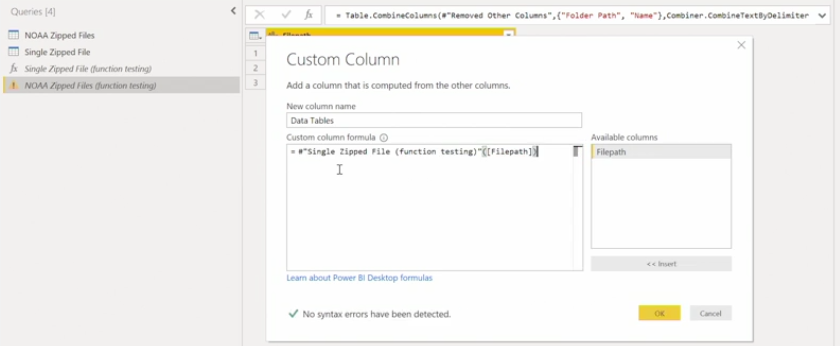 Queries [4]
NOAA Zipped Files
Single Zipped File
fx Single Zipped File (function testing)
NOAA Zipped Files (function testing)
fx = Table.CombineColumns(#"Removed Other Columns",{"Folder Path", "Name"},Combiner.CombineTextByDelimiter
Filepath
1
2
3
Custom Column
Add a column that is computed from the other columns.
New column name
Data Tables
Custom column formula
= #"Single Zipped File (function testing)"([Filepath])
Available columns
Filepath
<< Insert
Learn about Power BI Desktop formulas
No syntax errors have been detected.
OK
Cancel